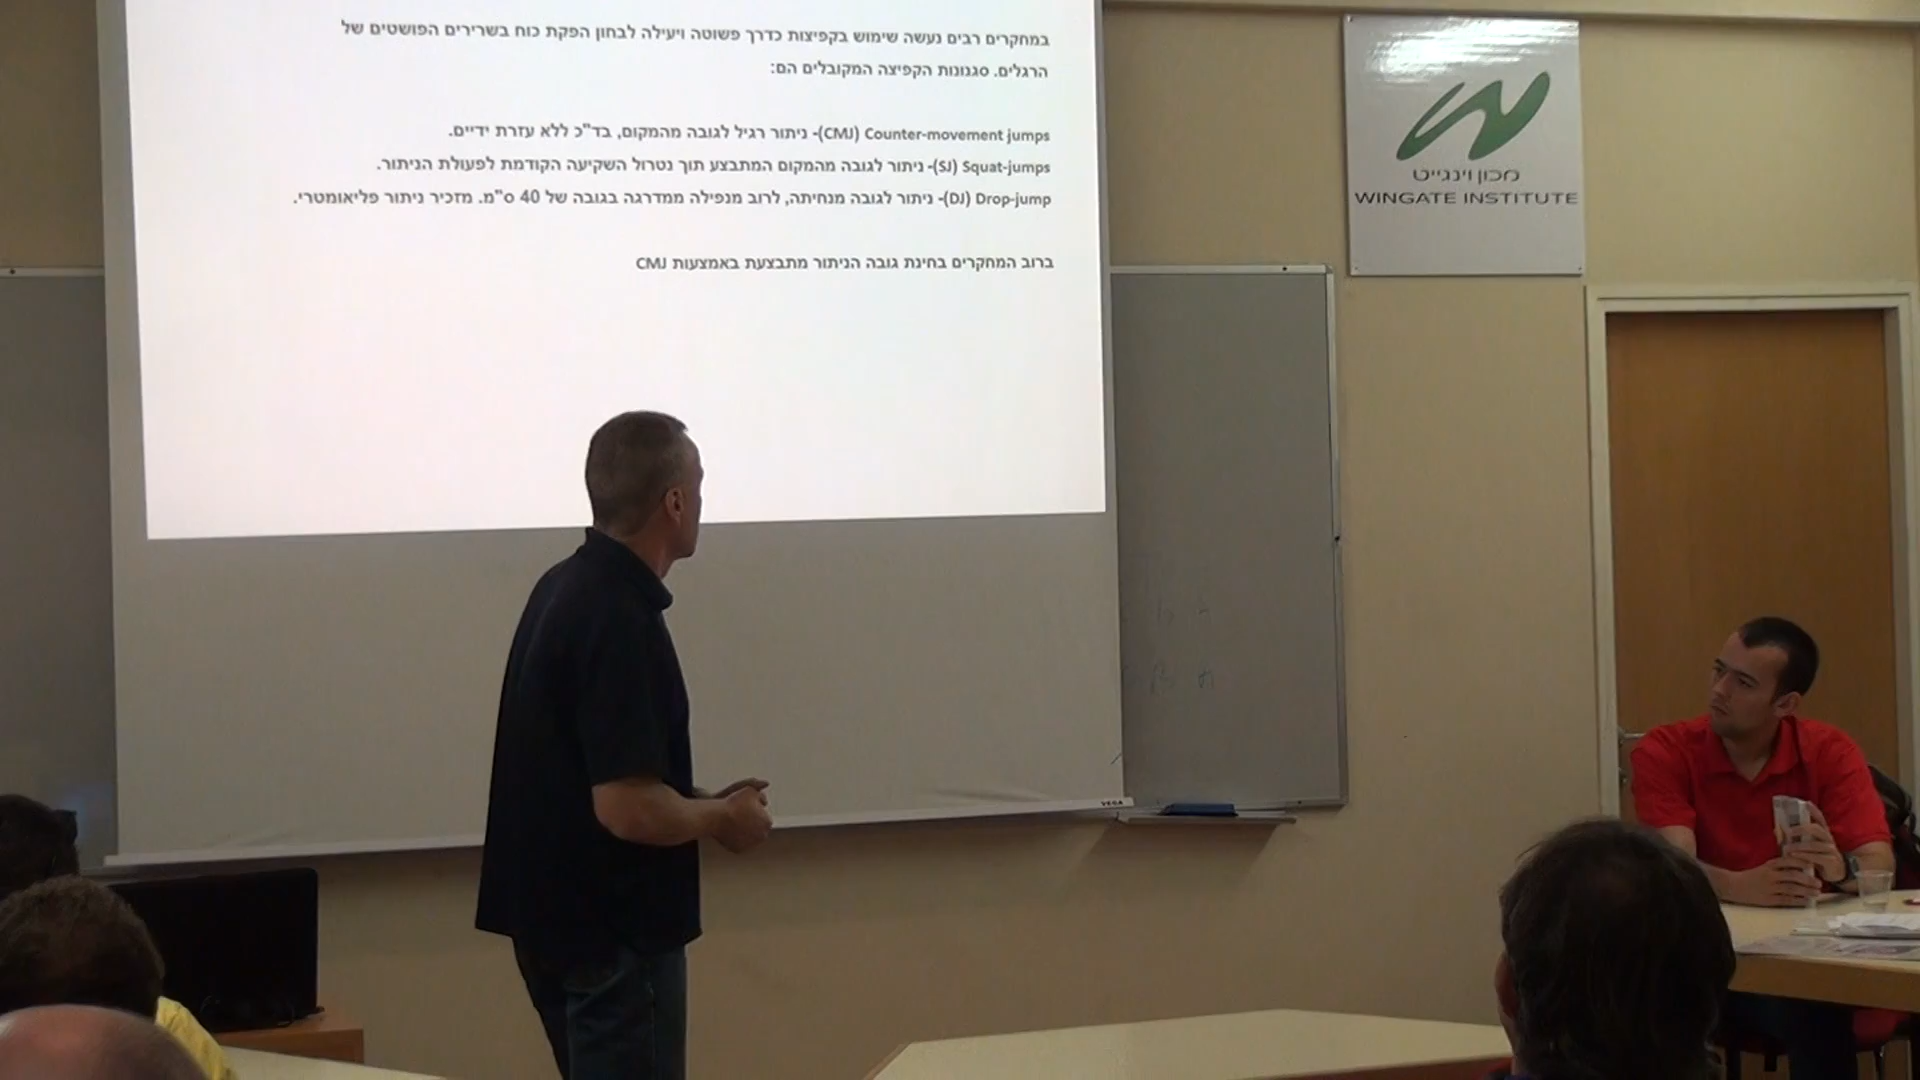 במחקרים רבים נעשה שימוש בקפיצות כדרך פשוטה ויעילה לבחון הפקת כוח בשרירים הפושטים של
הרגלים. סגנונות הקפיצה המקובלים הם:
Counter-movement jumps (CMJ)- ניתור רגיל לגובה מהמקום, בד"כ ללא עזרת ידיים.
Squat-jumps (SJ)- ניתור לגובה מהמקום המתבצע תוך נטרול השקיעה הקודמת לפעולת הניתור.
Drop-jump (DJ)- ניתור לגובה מנחיתה, לרוב מנפילה ממדרגה בגובה של 40 ס"מ. מזכיר ניתור פליאומטרי.
ברוב המחקרים בחינת גובה הניתור מתבצעת באמצעות CMJ
מכון וינגייט
WINGATE INSTITUTE
VEGA